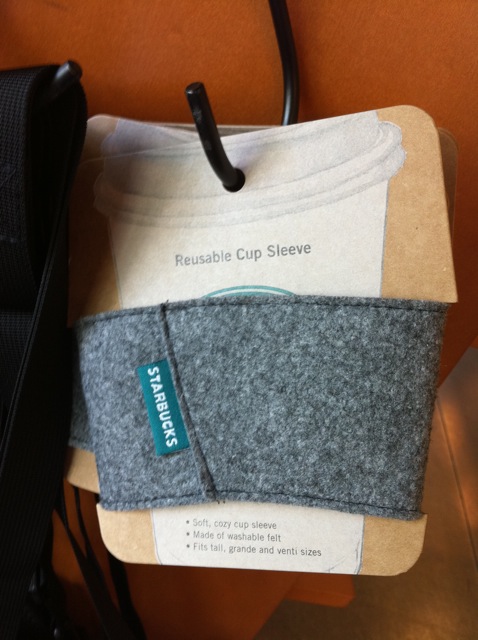 Reusable Cup Sleeve
STARBUCKS
• Soft, cozy cup sleeve
• Made of washable felt
• Fits tall, grande and venti sizes